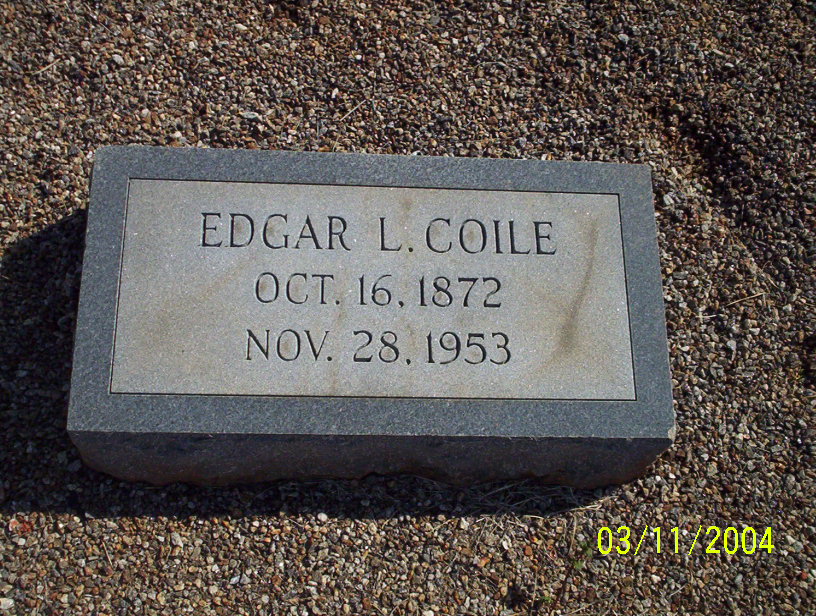 EDGAR L. COILE
OCT. 16, 1872
NOV. 28, 1953
03/11/2004